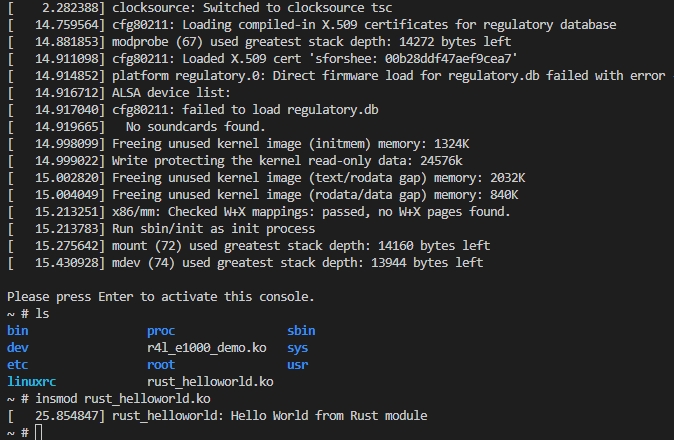 [    2.282388] clocksource: Switched to clocksource tsc
[   14.759564] cfg80211: Loading compiled-in X.509 certificates for regulatory database
[   14.881853] modprobe (67) used greatest stack depth: 14272 bytes left
[   14.911098] cfg80211: Loaded X.509 cert 'sforshee: 00b28ddf47aef9cea7'
[   14.914852] platform regulatory.0: Direct firmware load for regulatory.db failed with error -
[   14.916712] ALSA device list:
[   14.917040] cfg80211: failed to load regulatory.db
[   14.919665]   No soundcards found.
[   14.998099] Freeing unused kernel image (initmem) memory: 1324K
[   14.999022] Write protecting the kernel read-only data: 24576k
[   15.002820] Freeing unused kernel image (text/rodata gap) memory: 2032K
[   15.004049] Freeing unused kernel image (rodata/data gap) memory: 840K
[   15.213251] x86/mm: Checked W+X mappings: passed, no W+X pages found.
[   15.213783] Run sbin/init as init process
[   15.275642] mount (72) used greatest stack depth: 14160 bytes left
[   15.430928] mdev (74) used greatest stack depth: 13944 bytes left
Please press Enter to activate this console.
~ # ls
bin                proc               sbin
dev                r4l_e1000_demo.ko  sys
etc                root               usr
linuxrc            rust_helloworld.ko
~ # insmod rust_helloworld.ko
[   25.854847] rust_helloworld: Hello World from Rust module
~ #